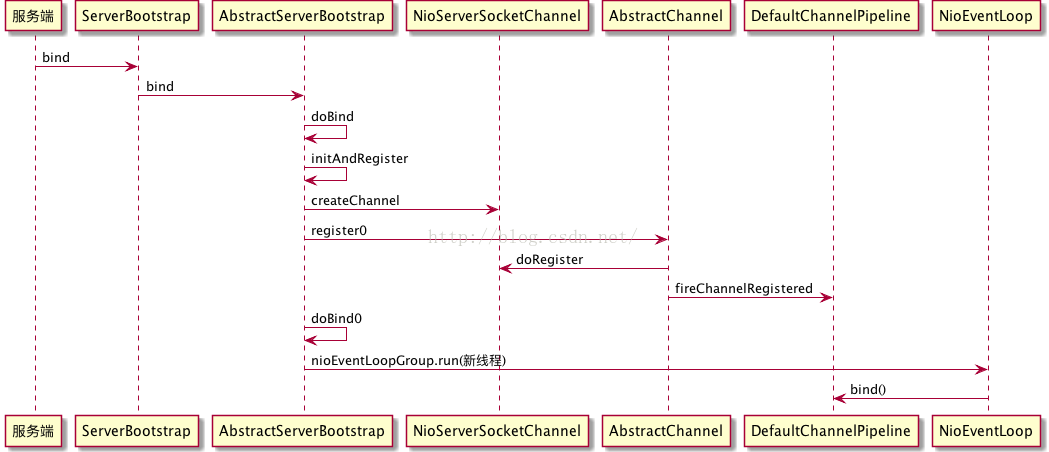 服务端 ServerBootstrap AbstractServerBootstrap NioServerSocketChannel AbstractChannel DefaultChannelPipeline NioEventLoop
bind
bind
doBind
initAndRegister
createChannel
register0
http://blog.csdn.net/
doRegister
fireChannelRegistered
doBind0
nioEventLoopGroup.run(新线程)
bind()
服务端 ServerBootstrap AbstractServerBootstrap NioServerSocketChannel AbstractChannel DefaultChannelPipeline NioEventLoop